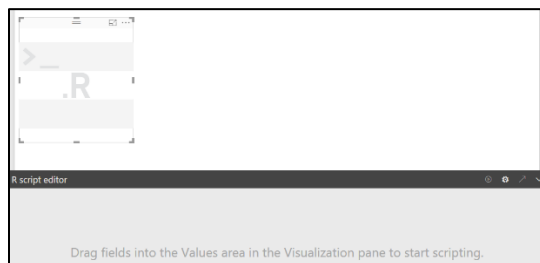 >_
.R
R script editor
Drag fields into the Values area in the Visualization pane to start scripting.